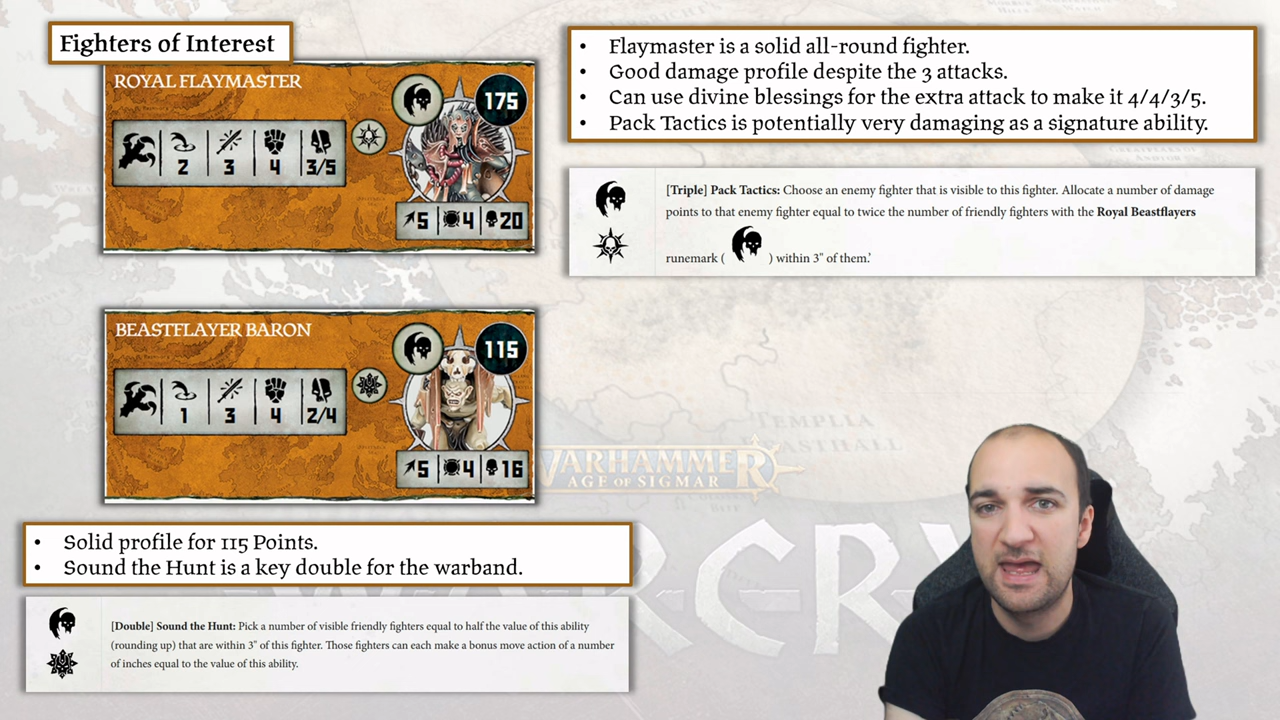 Fighters of Interest
ROYAL FLAYMASTER
175
2 3 4 3/5
5 4 20
• Flaymaster is a solid all-round fighter.
• Good damage profile despite the 3 attacks.
• Can use divine blessings for the extra attack to make it 4/4/3/5.
• Pack Tactics is potentially very damaging as a signature ability.
[Triple] Pack Tactics: Choose an enemy fighter that is visible to this fighter. Allocate a number of damage
points to that enemy fighter equal to twice the number of friendly fighters with the Royal Beastflayers
runemark ( ) within 3" of them.'
BEASTFLAYER BARON
115
1 3 4 2/4
5 4 16
TEMPLIA
ASTHALL
WARHAMMER
AGE OF SIGMAR
WARCRY
• Solid profile for 115 Points.
• Sound the Hunt is a key double for the warband.
[Double] Sound the Hunt: Pick a number of visible friendly fighters equal to half the value of this ability
(rounding up) that are within 3" of this fighter. Those fighters can each make a bonus move action of a number
of inches equal to the value of this ability.